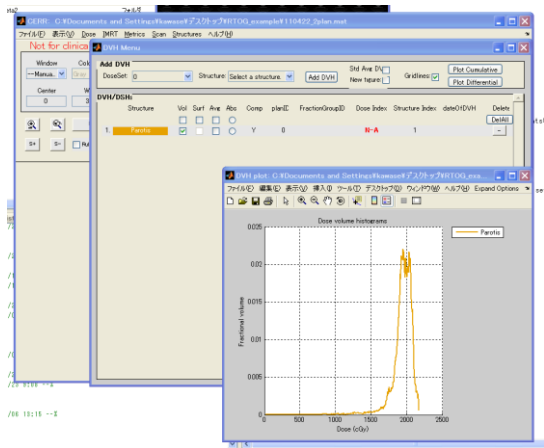 CERR: C:¥Documents and Settings¥kawase¥デスクトップ¥RTOG_example¥110422_2plan.mat
ファイル(F) 表示(V) Dose IMRT Metrics Scan Structures ヘルプ(H)
Not for clinica
Window
--Manus..
Center
0
DVH Menu
Add DVH
DoseSet: 0
Structure: Select a structure.
Add DVH
Std Ave. DV
New figure:
Gridlines:
Plot Cumulative
Plot Differential
DVH/DSHs
Structure Vol Surf Ave Abs Comp planID FractionGroupID Dose Index Structure Index dateOfDVH Delete
DelAll
1. Parotis Y 0 N-A 1 -
DVH plot: C:¥Documents and Settings¥kawase¥デスクトップ¥RTOG_exa...
ファイル(F) 編集(E) 表示(V) 挿入(I) ツール(T) デスクトップ(D) ウィンドウ(W) ヘルプ(H) Expand Options
Dose volume histograms
Parotis
Fractional volume
0.025
0.02
0.015
0.01
0.005
0
0 500 1000 1500 2000 2500
Dose (cGy)
/06 13:15 --%